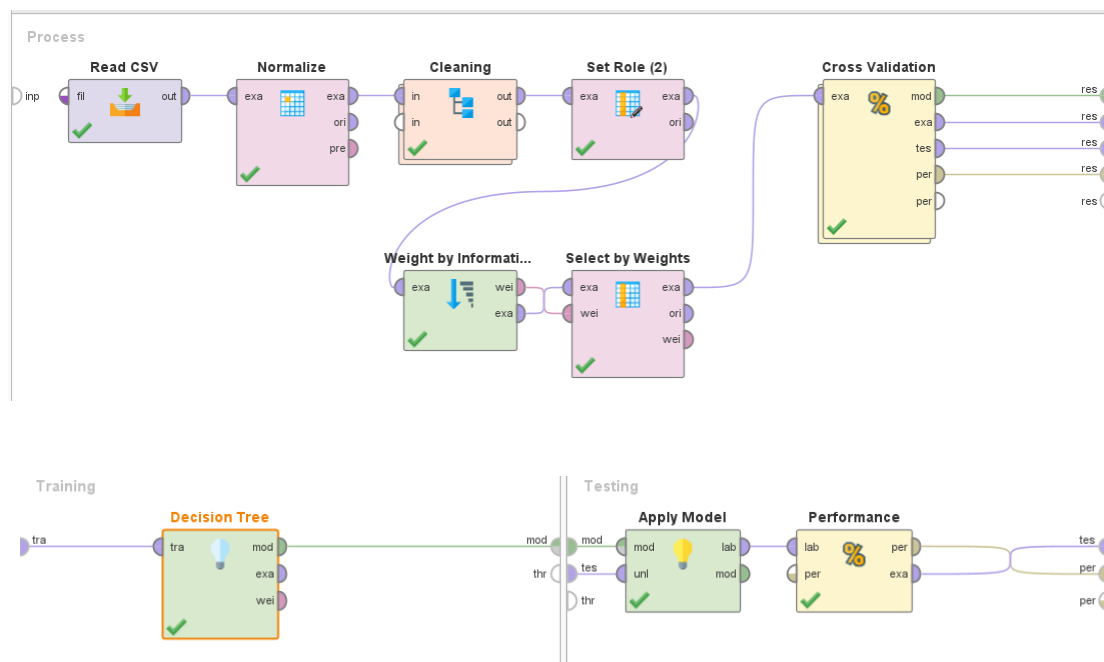 Process
Read CSV Normalize Cleaning Set Role (2) Cross Validation
inp fil out exa exa in out exa exa exa mod res
ori in out ori exa res
pre tes res
per res
per res
Weight by Informati... Select by Weights
exa wei exa exa
exa wei ori
wei
Training Testing
Decision Tree Apply Model Performance
tra tra mod mod mod mod lab lab per tes
exa thr tes unl mod per exa per
wei thr per